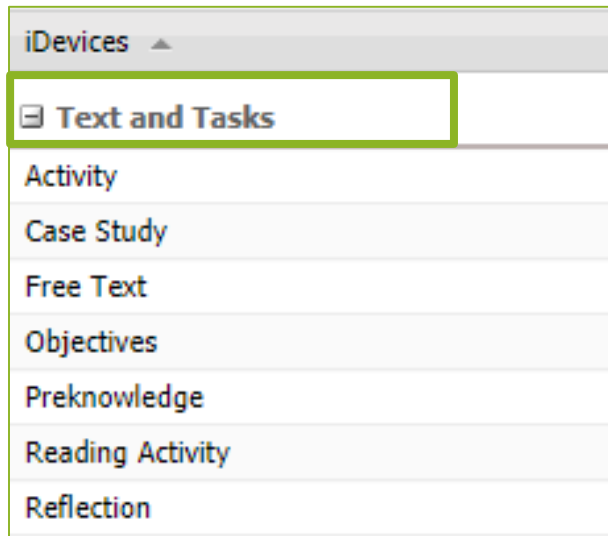 iDevices
Text and Tasks
Activity
Case Study
Free Text
Objectives
Preknowledge
Reading Activity
Reflection